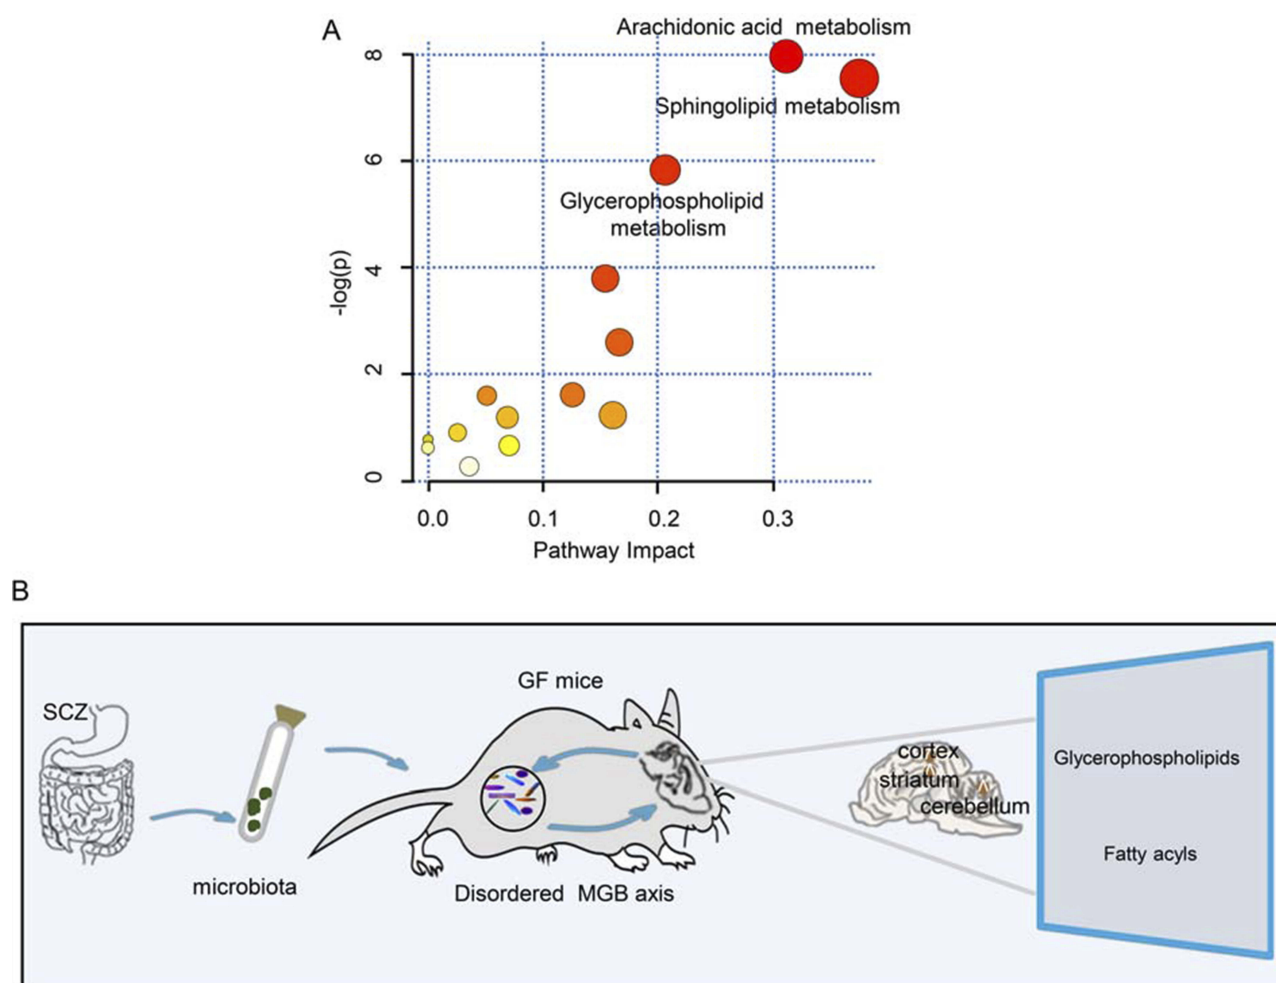 A
Arachidonic acid metabolism
8
Sphingolipid metabolism
6
Glycerophospholipid
metabolism
4
-log(p)
2
0
0.0 0.1 0.2 0.3
Pathway Impact
B
GF mice
SCZ
cortex
striatum
cerebellum
Glycerophospholipids
Fatty acyls
microbiota
Disordered MGB axis